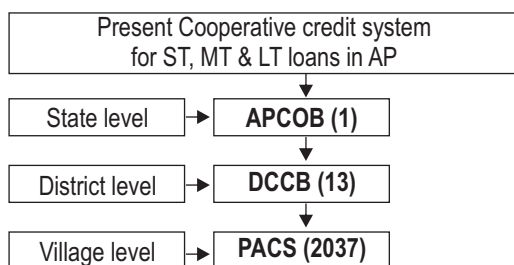 Present Cooperative credit system
for ST, MT & LT loans in AP
State level
APCOB (1)
District level
DCCB (13)
Village level
PACS (2037)